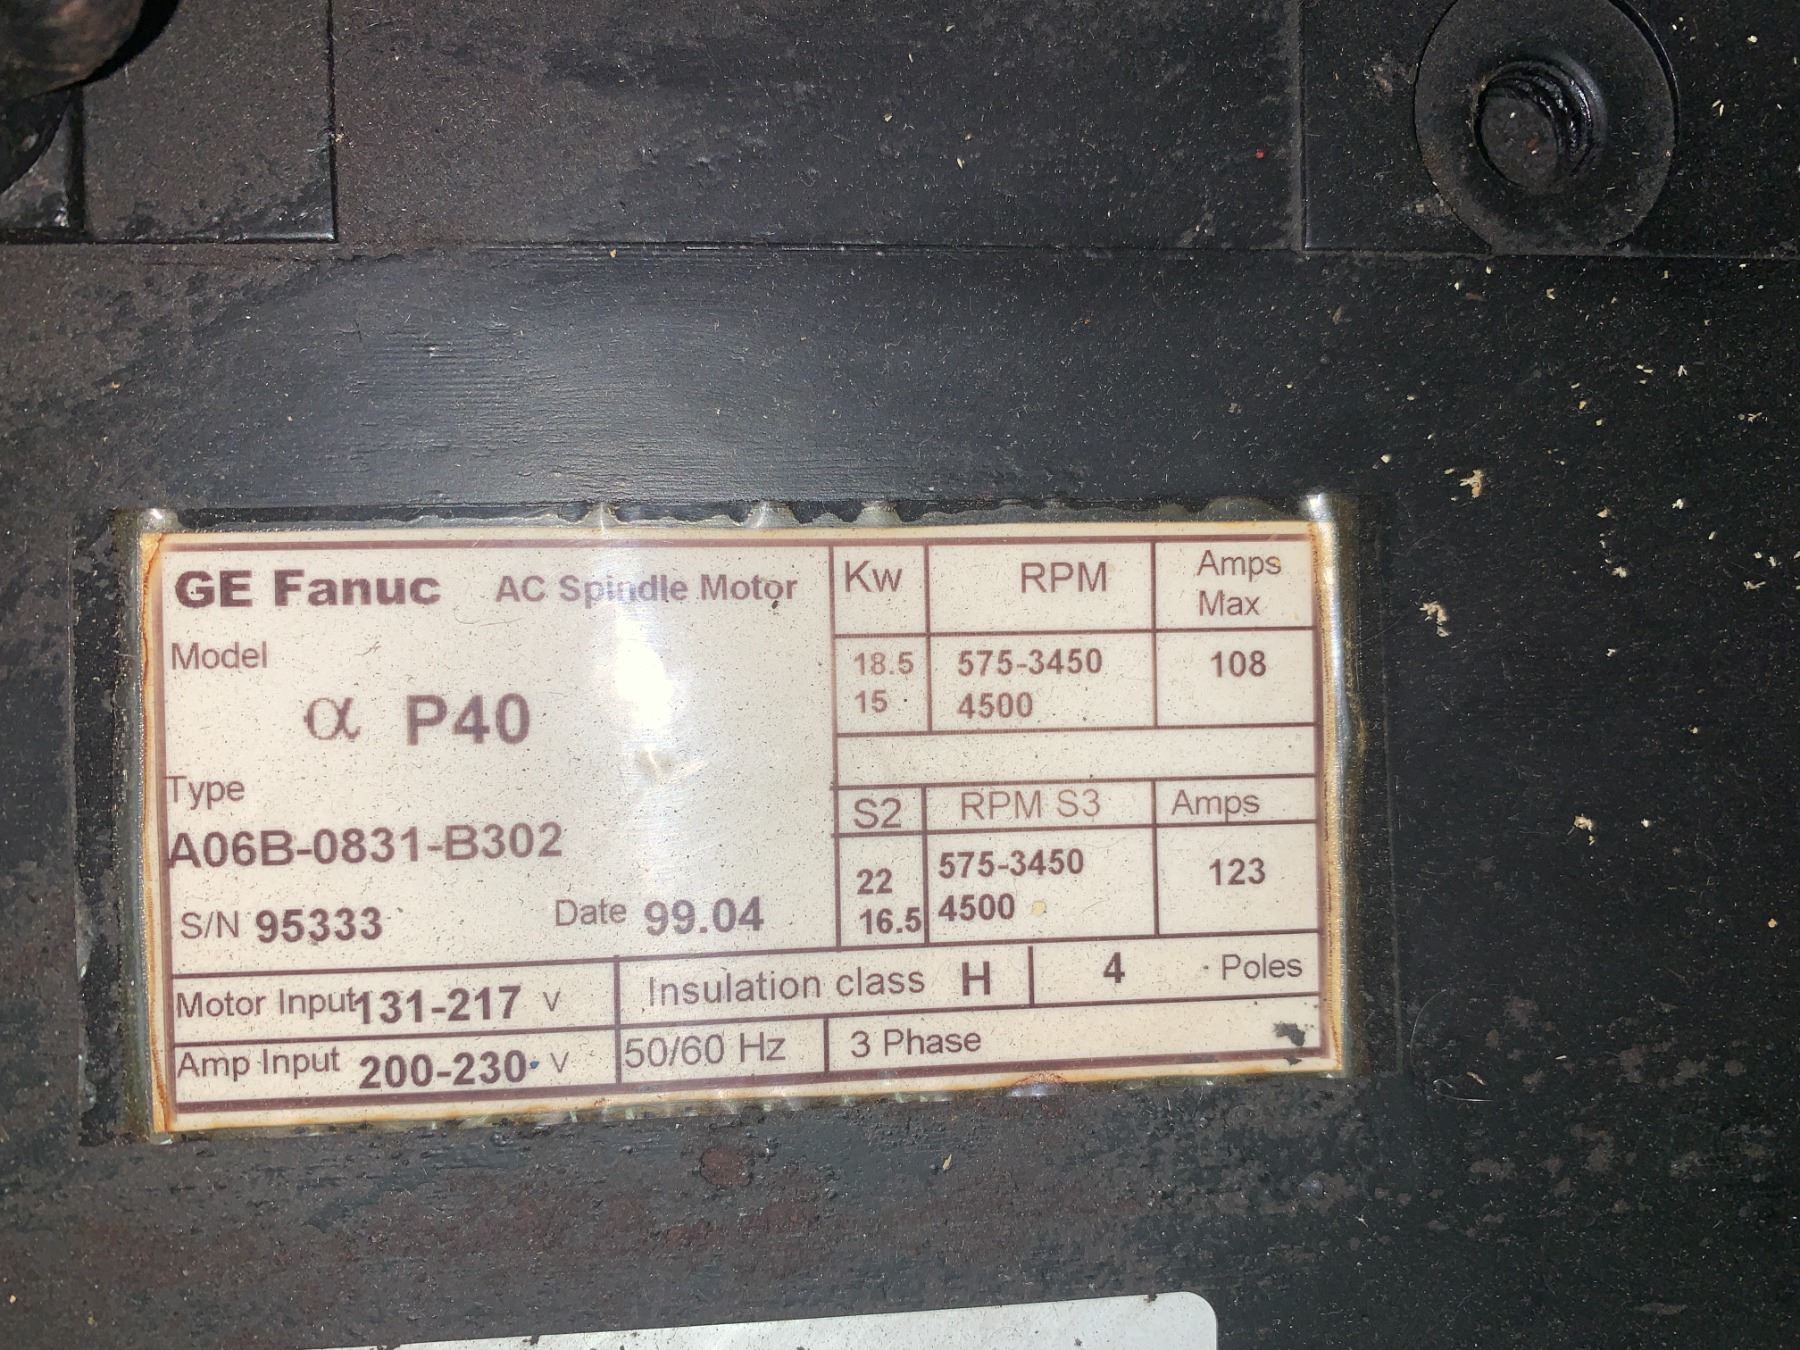 GE Fanuc AC Spindle Motor
Model
α P40
Type
A06B-0831-B302
S/N 95333 Date 99.04
Kw RPM Amps Max
18.5 575-3450 108
15 4500
S2 RPM S3 Amps
22 575-3450 123
16.5 4500
Motor Input 131-217 V Insulation class H 4 Poles
Amp Input 200-230 V 50/60 Hz 3 Phase